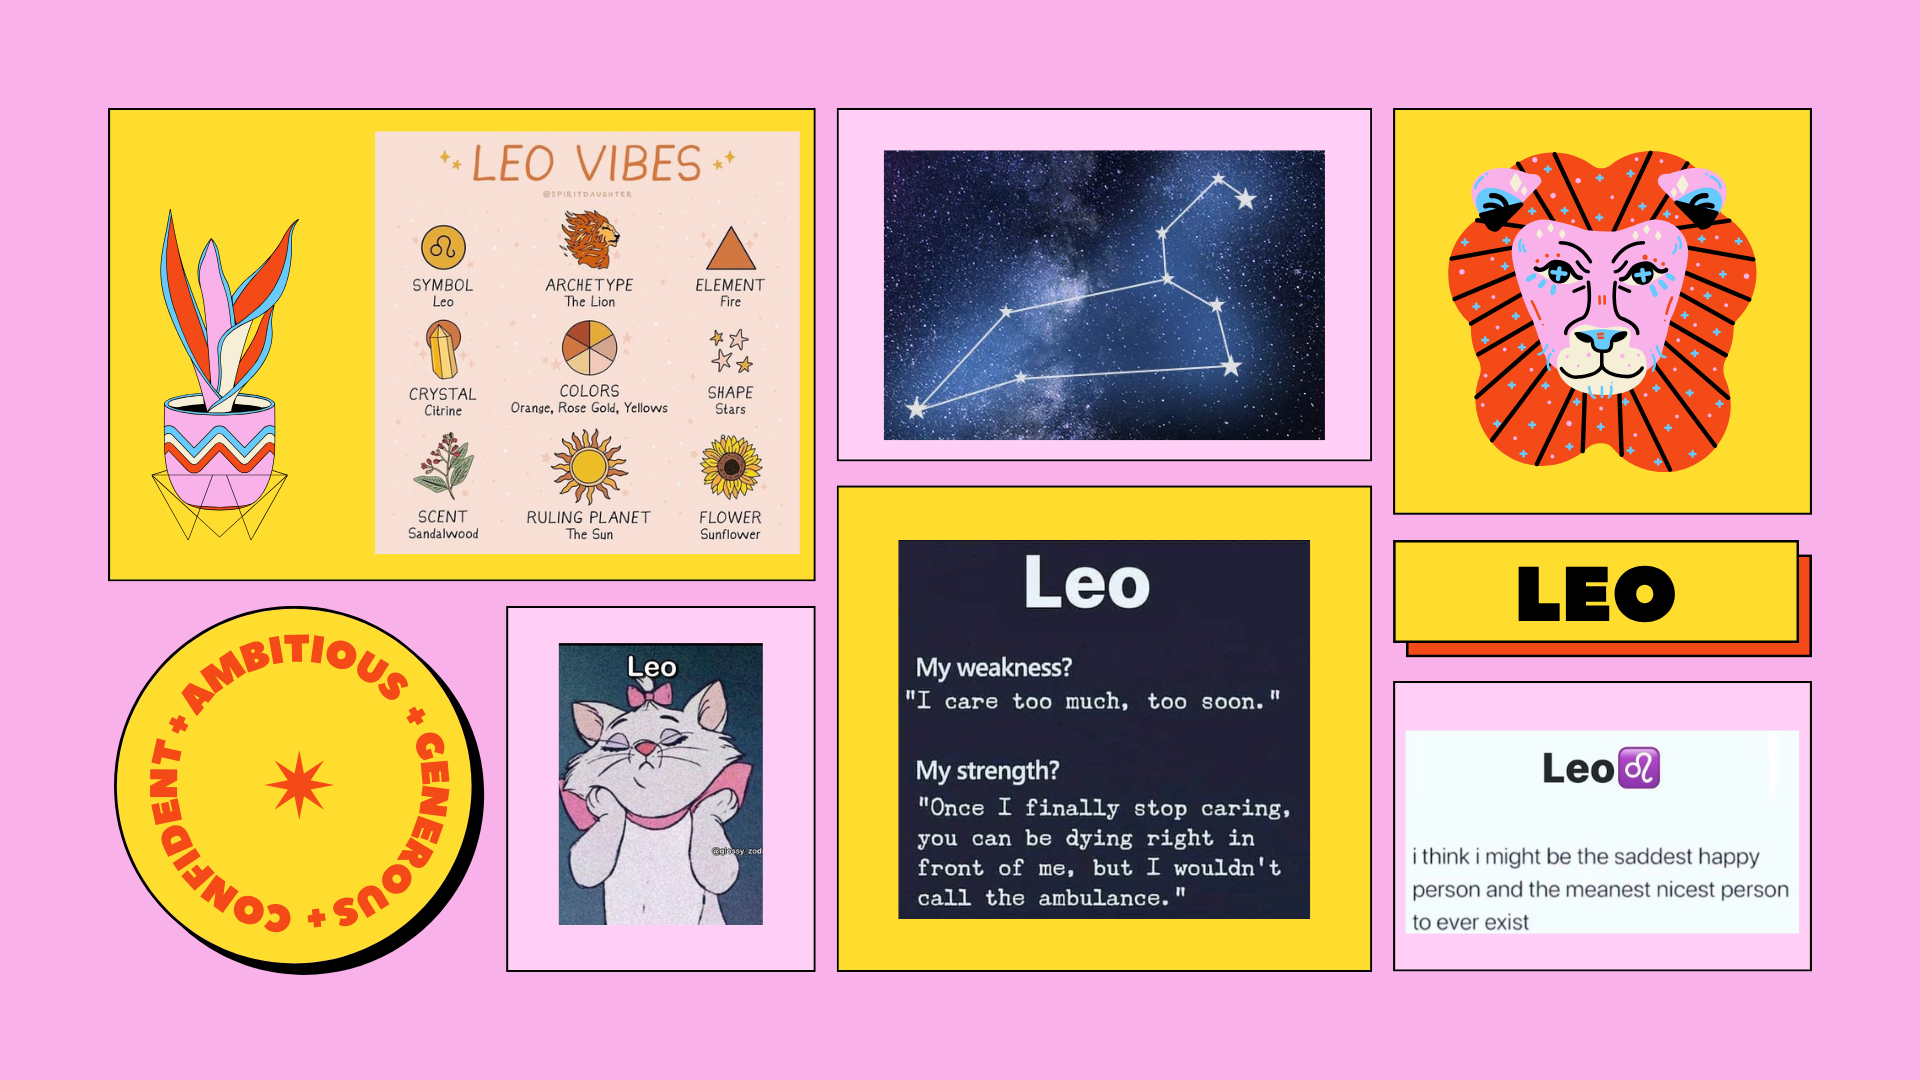 LEO VIBES
@SPIRITDAUGHTER
SYMBOL
Leo
ARCHETYPE
The Lion
ELEMENT
Fire
CRYSTAL
Citrine
COLORS
Orange, Rose Gold, Yellows
SHAPE
Stars
SCENT
Sandalwood
RULING PLANET
The Sun
FLOWER
Sunflower
AMBITIOUS + GENEROUS + CONFIDENT +
Leo
@glossy_zod
Leo
My weakness?
"I care too much, too soon."
My strength?
"Once I finally stop caring,
you can be dying right in
front of me, but I wouldn't
call the ambulance."
LEO
Leo♌
i think i might be the saddest happy
person and the meanest nicest person
to ever exist